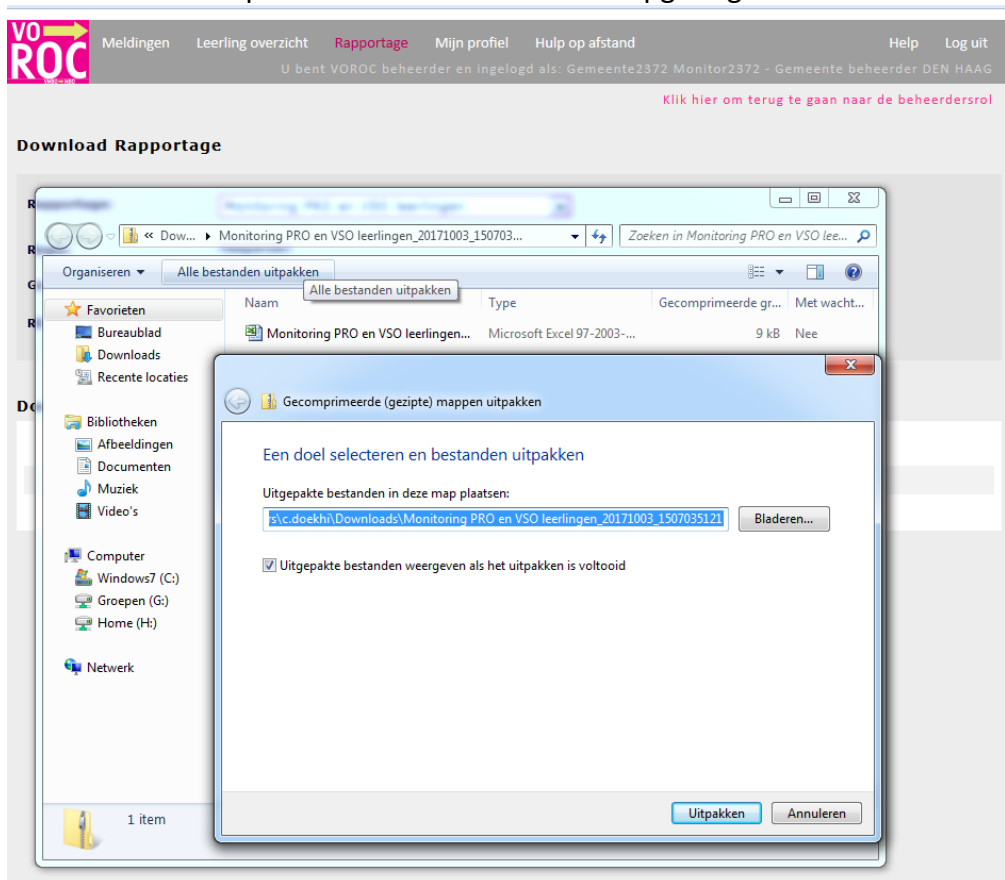 VO
ROC
Meldingen Leerling overzicht Rapportage Mijn profiel Hulp op afstand Help Log uit
U bent VOROC beheerder en ingelogd als: Gemeente2372 Monitor2372 - Gemeente beheerder DEN HAAG
Klik hier om terug te gaan naar de beheerdersrol
Download Rapportage
« Dow... Monitoring PRO en VSO leerlingen_20171003_150703... Zoeken in Monitoring PRO en VSO lee...
Organiseren Alle bestanden uitpakken
Alle bestanden uitpakken
Naam Type Gecomprimeerde gr... Met wacht...
Monitoring PRO en VSO leerlingen... Microsoft Excel 97-2003-... 9 kB Nee
Favorieten
Bureaublad
Downloads
Recente locaties
Bibliotheken
Afbeeldingen
Documenten
Muziek
Video's
Computer
Windows7 (C:)
Groepen (G:)
Home (H:)
Netwerk
1 item
Gecomprimeerde (gezipte) mappen uitpakken
Een doel selecteren en bestanden uitpakken
Uitgepakte bestanden in deze map plaatsen:
rs\c.doekhi\Downloads\Monitoring PRO en VSO leerlingen_20171003_1507035121 Bladeren...
Uitgepakte bestanden weergeven als het uitpakken is voltooid
Uitpakken Annuleren